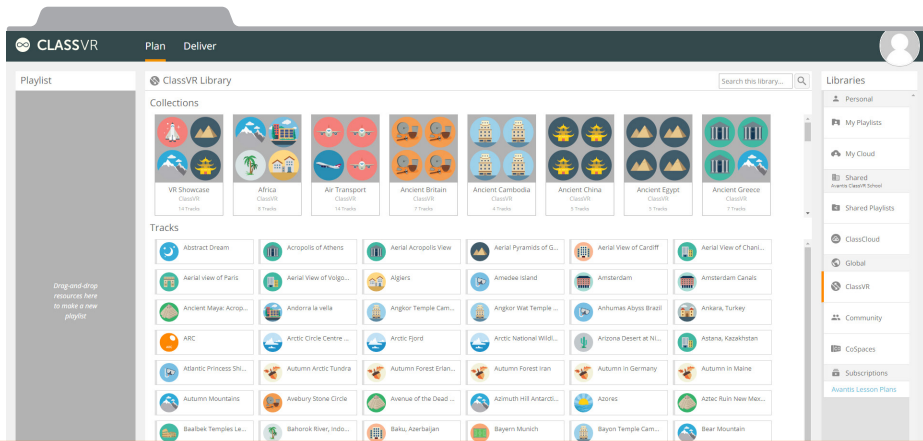 CLASSVR
Plan
Deliver
Playlist
Drag-and-drop
resources here
to make a new
playlist
ClassVR Library
Search this library...
Collections
VR Showcase
ClassVR
14 Tracks
Africa
ClassVR
8 Tracks
Air Transport
ClassVR
14 Tracks
Ancient Britain
ClassVR
7 Tracks
Ancient Cambodia
ClassVR
4 Tracks
Ancient China
ClassVR
5 Tracks
Ancient Egypt
ClassVR
5 Tracks
Ancient Greece
ClassVR
7 Tracks
Tracks
Abstract Dream
Acropolis of Athens
Aerial Acropolis View
Aerial Pyramids of G...
Aerial View of Cardiff
Aerial View of Chani...
Aerial view of Paris
Aerial View of Volgo...
Algiers
Amedee Island
Amsterdam
Amsterdam Canals
Ancient Maya: Acrop...
Andorra la vella
Angkor Temple Cam...
Angkor Wat Temple ...
Anhumas Abyss Brazil
Ankara, Turkey
ARC
Arctic Circle Centre ...
Arctic Fjord
Arctic National Wildl...
Arizona Desert at Ni...
Astana, Kazakhstan
Atlantic Princess Shi...
Autumn Arctic Tundra
Autumn Forest Erlan...
Autumn Forest Iran
Autumn in Germany
Autumn in Maine
Autumn Mountains
Avebury Stone Circle
Avenue of the Dead ...
Azimuth Hill Antarcti...
Azores
Aztec Ruin New Mex...
Baalbek Temples Le...
Bahorok River, Indo...
Baku, Azerbaijan
Bayern Munich
Bayon Temple Cam...
Bear Mountain
Libraries
Personal
My Playlists
My Cloud
Shared
Avantis ClassVR School
Shared Playlists
ClassCloud
Global
ClassVR
Community
CoSpaces
Subscriptions
Avantis Lesson Plans